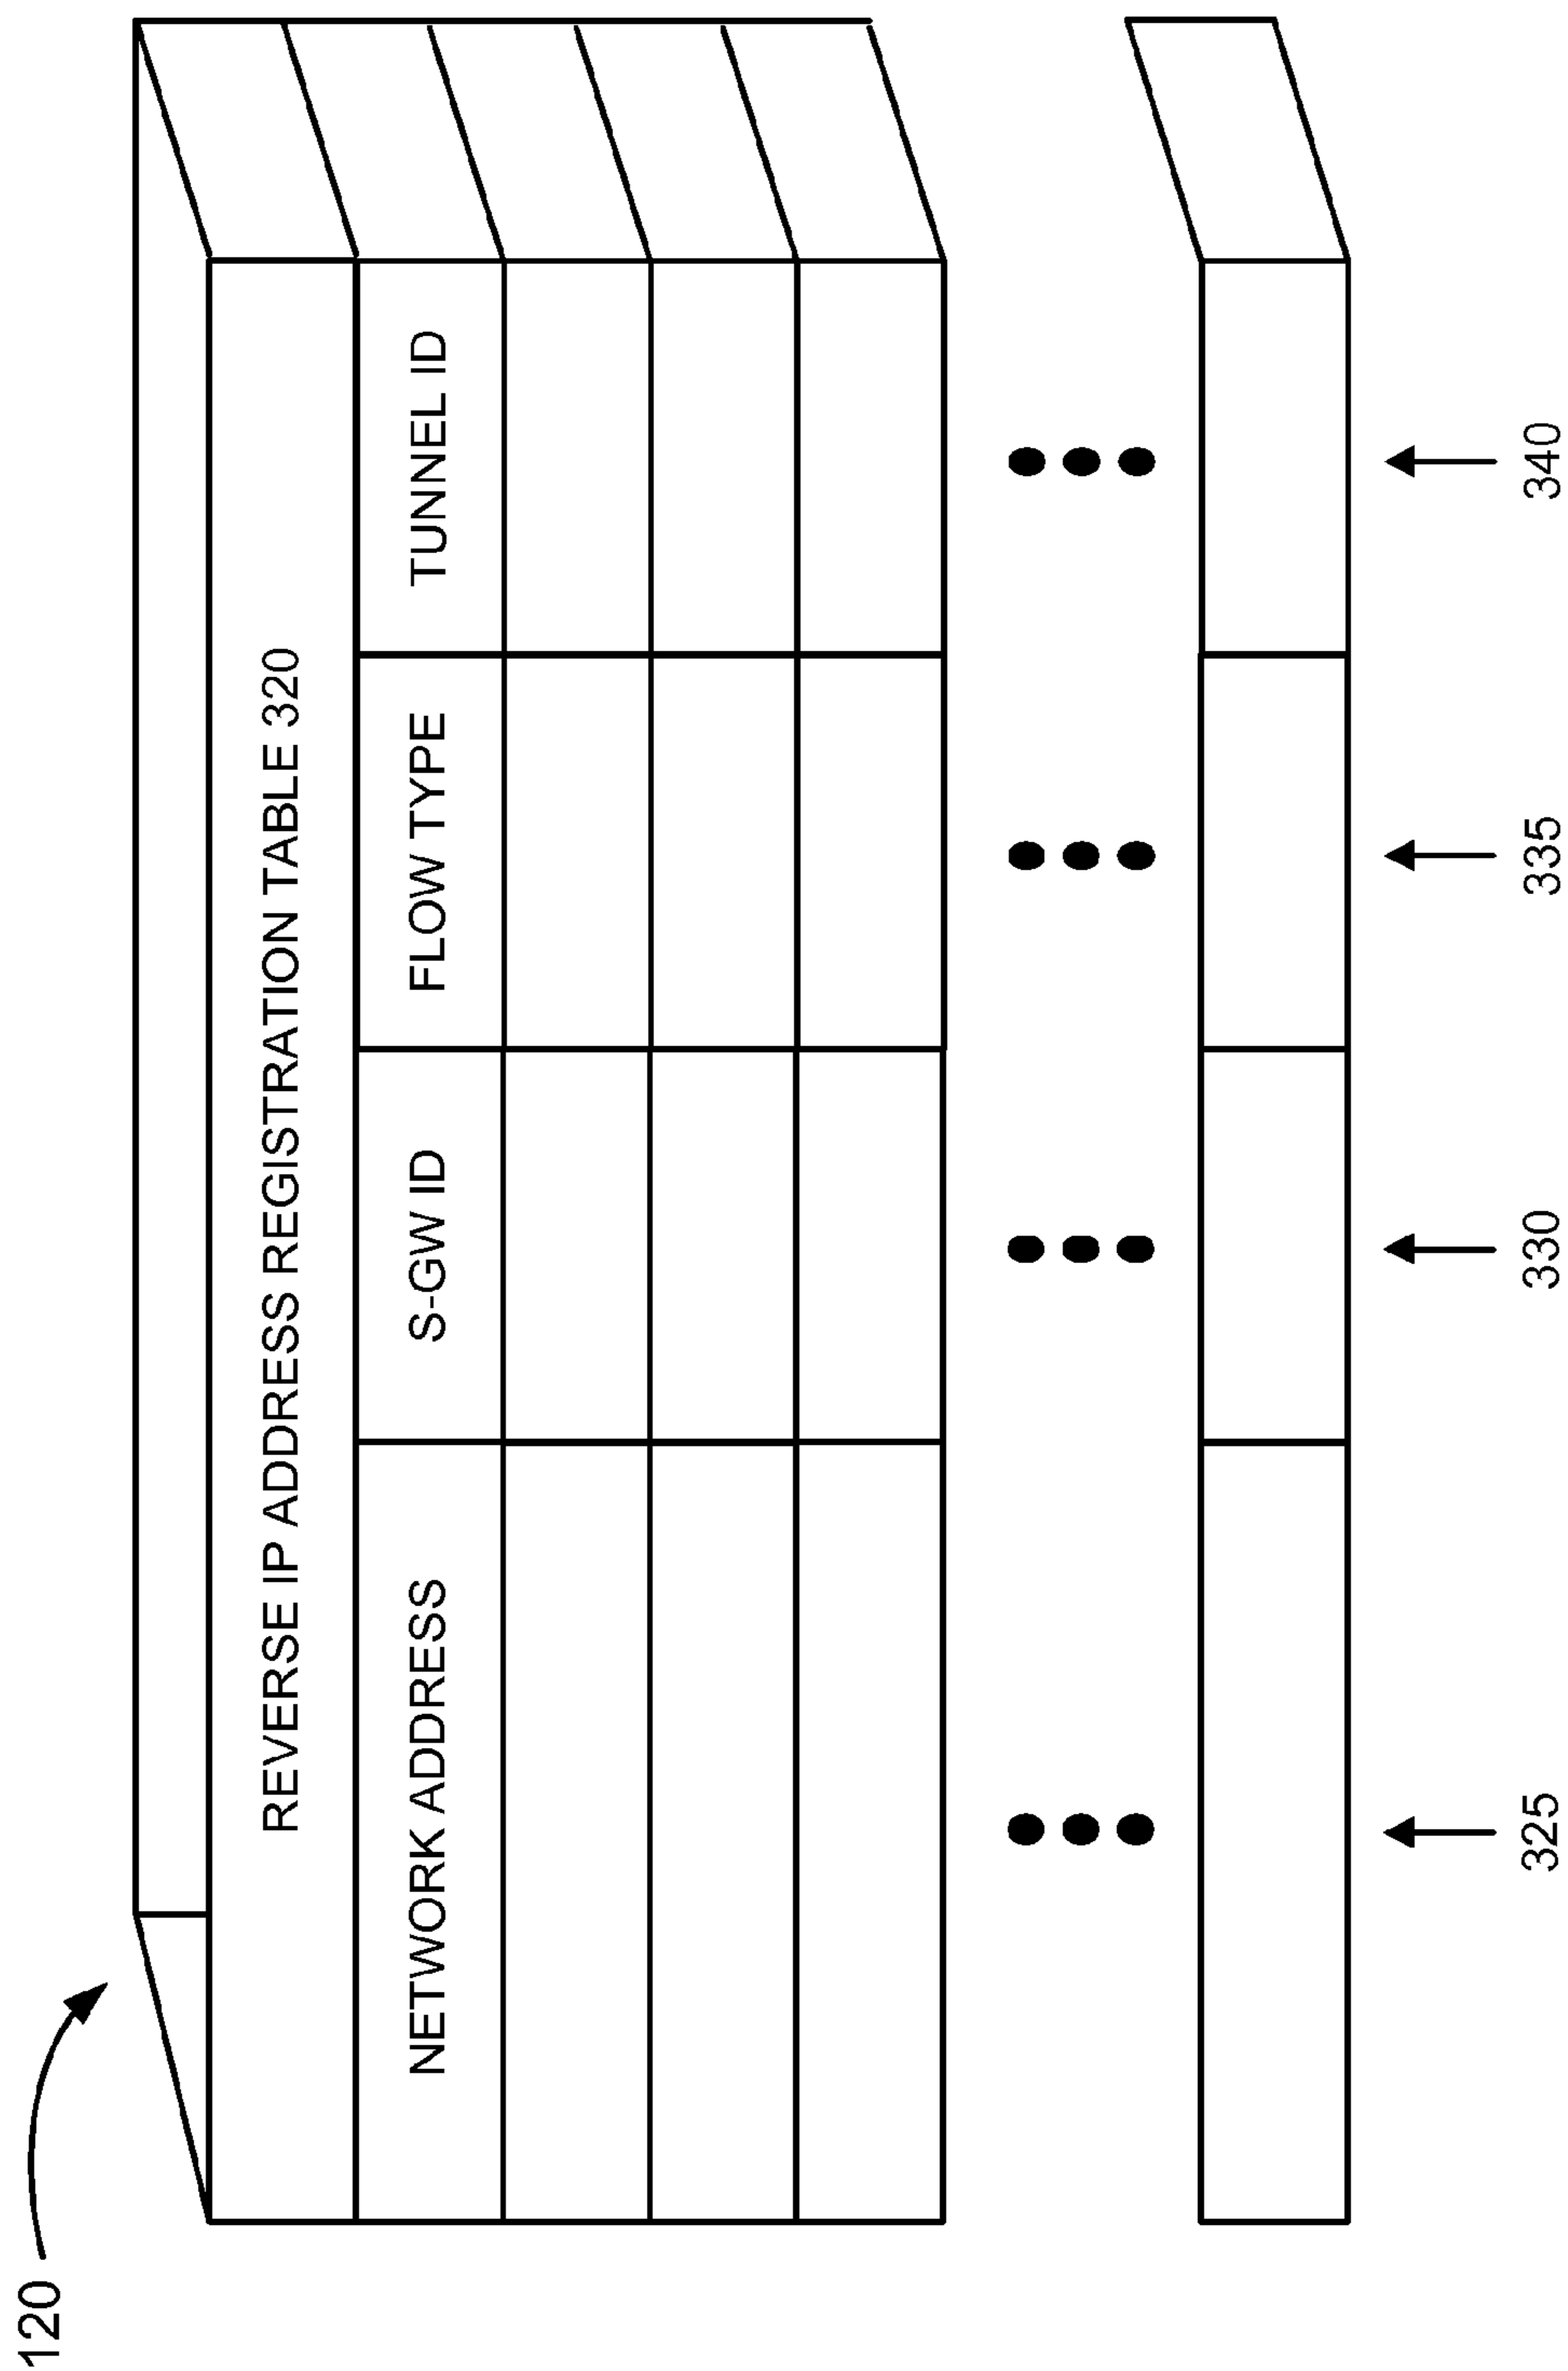 120
REVERSE IP ADDRESS REGISTRATION TABLE 320
NETWORK ADDRESS
S-GW ID
FLOW TYPE
TUNNEL ID
325
330
335
340